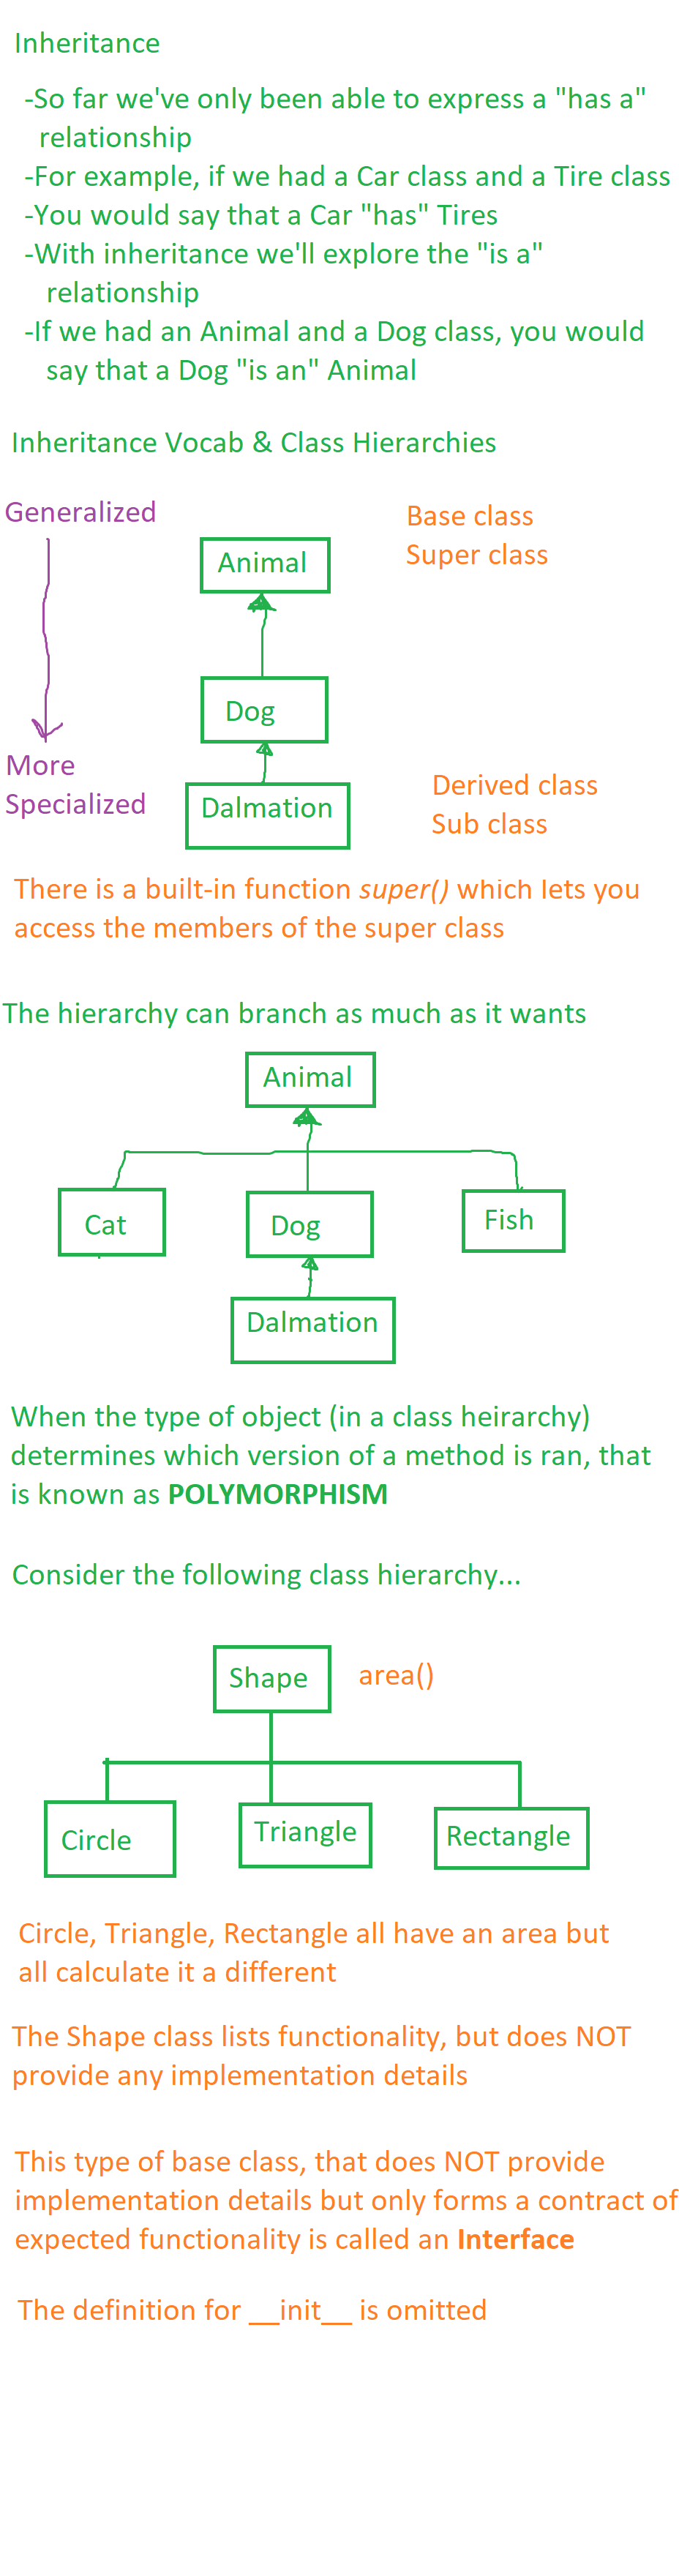 Inheritance
-So far we've only been able to express a "has a"
relationship
-For example, if we had a Car class and a Tire class
-You would say that a Car "has" Tires
-With inheritance we'll explore the "is a"
relationship
-If we had an Animal and a Dog class, you would
say that a Dog "is an" Animal
Inheritance Vocab & Class Hierarchies
Generalized
Base class
Super class
Animal
Dog
More
Specialized
Dalmation
Derived class
Sub class
There is a built-in function super() which lets you
access the members of the super class
The hierarchy can branch as much as it wants
Animal
Cat
Dog
Fish
Dalmation
When the type of object (in a class heirarchy)
determines which version of a method is ran, that
is known as POLYMORPHISM
Consider the following class hierarchy...
Shape
area()
Circle
Triangle
Rectangle
Circle, Triangle, Rectangle all have an area but
all calculate it a different
The Shape class lists functionality, but does NOT
provide any implementation details
This type of base class, that does NOT provide
implementation details but only forms a contract of
expected functionality is called an Interface
The definition for __init__ is omitted